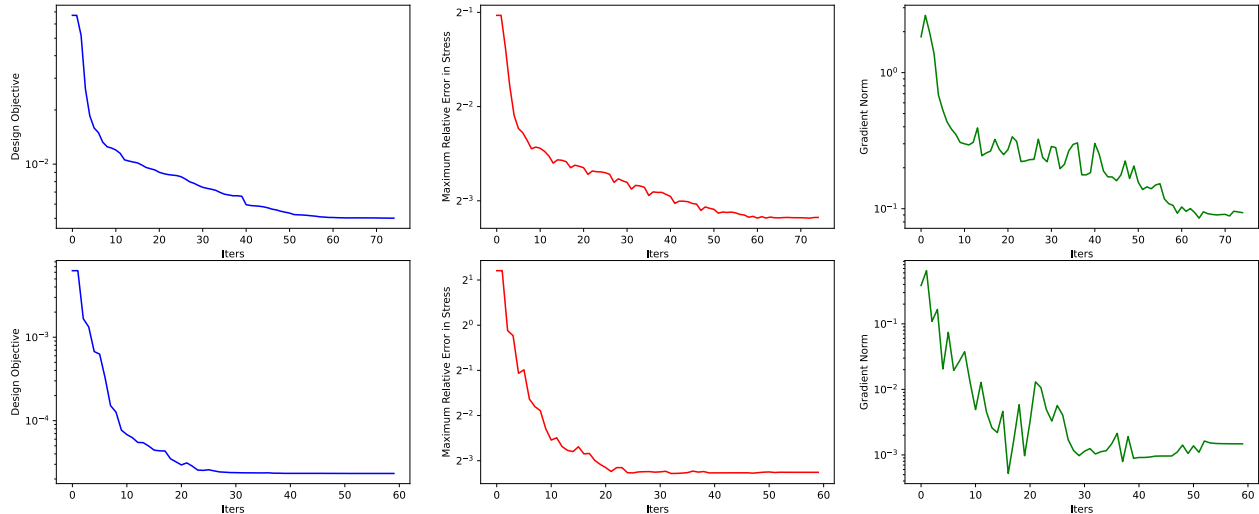 Design Objective
10⁻²
0 10 20 30 40 50 60 70
Iters
Maximum Relative Error in Stress
2⁻¹
2⁻²
2⁻³
0 10 20 30 40 50 60 70
Iters
Gradient Norm
10⁰
10⁻¹
0 10 20 30 40 50 60 70
Iters
Design Objective
10⁻³
10⁻⁴
0 10 20 30 40 50 60
Iters
Maximum Relative Error in Stress
2¹
2⁰
2⁻¹
2⁻²
2⁻³
0 10 20 30 40 50 60
Iters
Gradient Norm
10⁻¹
10⁻²
10⁻³
0 10 20 30 40 50 60
Iters